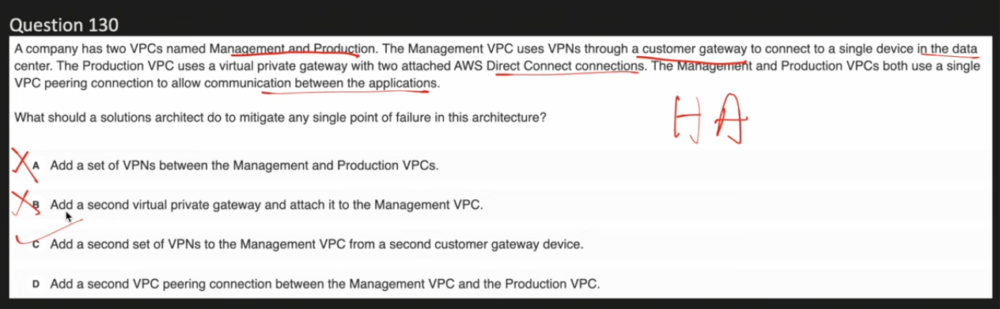 Question 130
A company has two VPCs named Management and Production. The Management VPC uses VPNs through a customer gateway to connect to a single device in the data
center. The Production VPC uses a virtual private gateway with two attached AWS Direct Connect connections. The Management and Production VPCs both use a single
VPC peering connection to allow communication between the applications.
What should a solutions architect do to mitigate any single point of failure in this architecture?
HA
A Add a set of VPNs between the Management and Production VPCs.
B Add a second virtual private gateway and attach it to the Management VPC.
C Add a second set of VPNs to the Management VPC from a second customer gateway device.
D Add a second VPC peering connection between the Management VPC and the Production VPC.